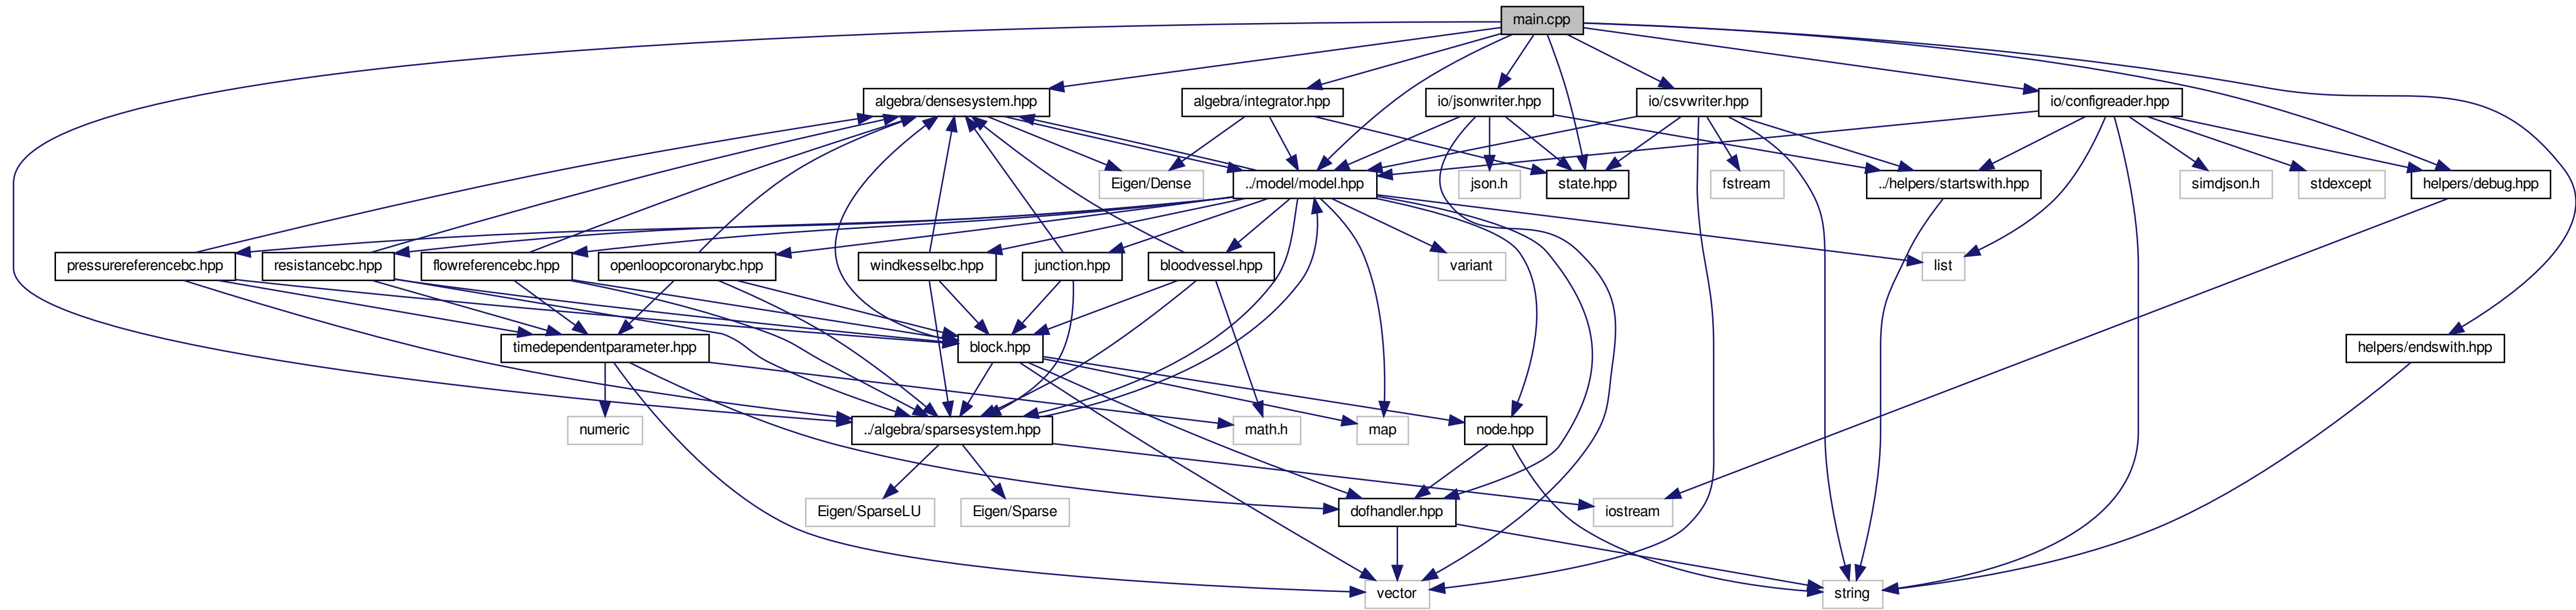 main.cpp
algebra/densesystem.hpp
algebra/integrator.hpp
io/jsonwriter.hpp
io/csvwriter.hpp
io/configreader.hpp
Eigen/Dense
../model/model.hpp
json.h
state.hpp
fstream
../helpers/startswith.hpp
simdjson.h
stdexcept
helpers/debug.hpp
pressurereferencebc.hpp
resistancebc.hpp
flowreferencebc.hpp
openloopcoronarybc.hpp
windkesselbc.hpp
junction.hpp
bloodvessel.hpp
variant
list
timedependentparameter.hpp
block.hpp
helpers/endswith.hpp
numeric
../algebra/sparsesystem.hpp
math.h
map
node.hpp
Eigen/SparseLU
Eigen/Sparse
dofhandler.hpp
iostream
vector
string